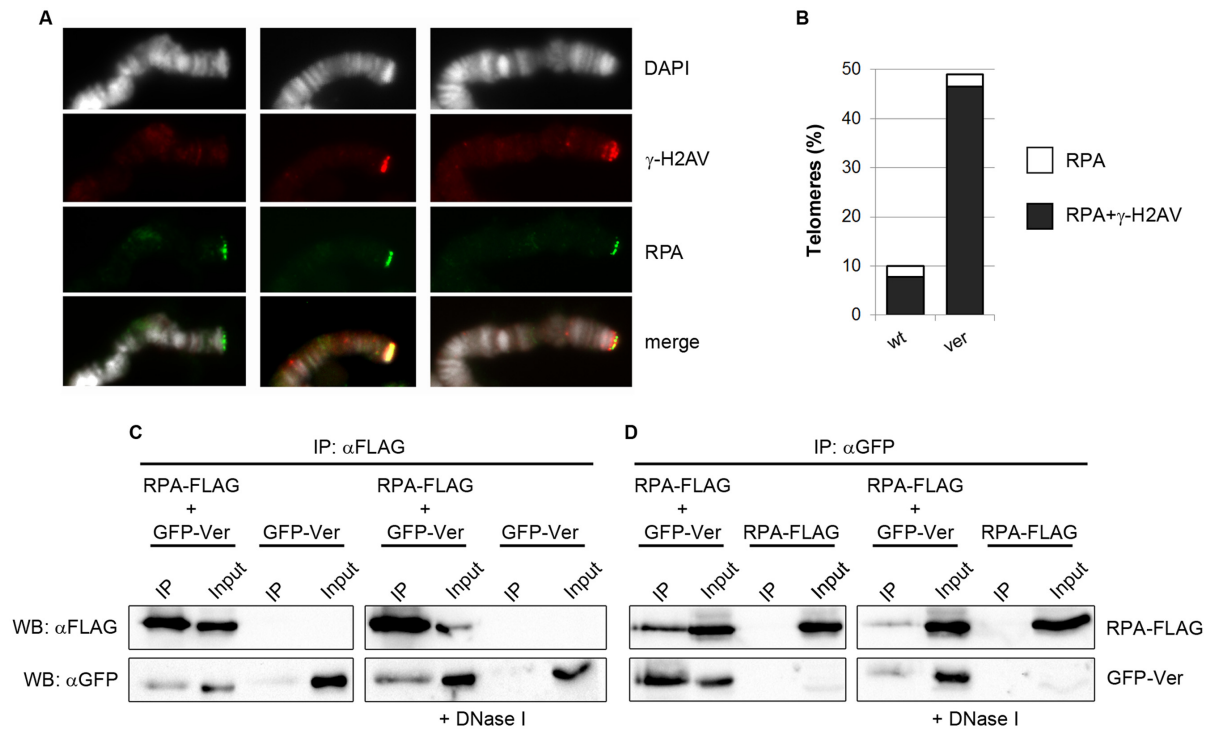 A
DAPI
γ-H2AV
RPA
merge
B
Telomeres (%)
50
40
30
20
10
0
wt
ver
RPA
RPA+γ-H2AV
C
IP: αFLAG
RPA-FLAG + GFP-Ver
GFP-Ver
RPA-FLAG + GFP-Ver
GFP-Ver
IP Input IP Input IP Input IP Input
WB: αFLAG
WB: αGFP
+ DNase I
D
IP: αGFP
RPA-FLAG + GFP-Ver
RPA-FLAG
RPA-FLAG + GFP-Ver
RPA-FLAG
IP Input IP Input IP Input IP Input
RPA-FLAG
GFP-Ver
+ DNase I